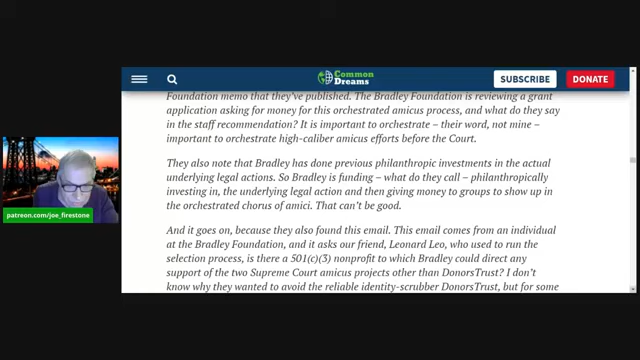 Common
Dreams
SUBSCRIBE
DONATE
Foundation memo that they've published. The Bradley Foundation is reviewing a grant
application asking for money for this orchestrated amicus process, and what do they say
in the staff recommendation? It is important to orchestrate – their word, not mine –
important to orchestrate high-caliber amicus efforts before the Court.
They also note that Bradley has done previous philanthropic investments in the actual
underlying legal actions. So Bradley is funding – what do they call – philanthropically
investing in, the underlying legal action and then giving money to groups to show up in
the orchestrated chorus of amici. That can't be good.
And it goes on, because they also found this email. This email comes from an individual
at the Bradley Foundation, and it asks our friend, Leonard Leo, who used to run the
selection process, is there a 501(c)(3) nonprofit to which Bradley could direct any
support of the two Supreme Court amicus projects other than DonorsTrust? I don't
know why they wanted to avoid the reliable identity-scrubber DonorsTrust, but for some
patreon.com/joe_firestone